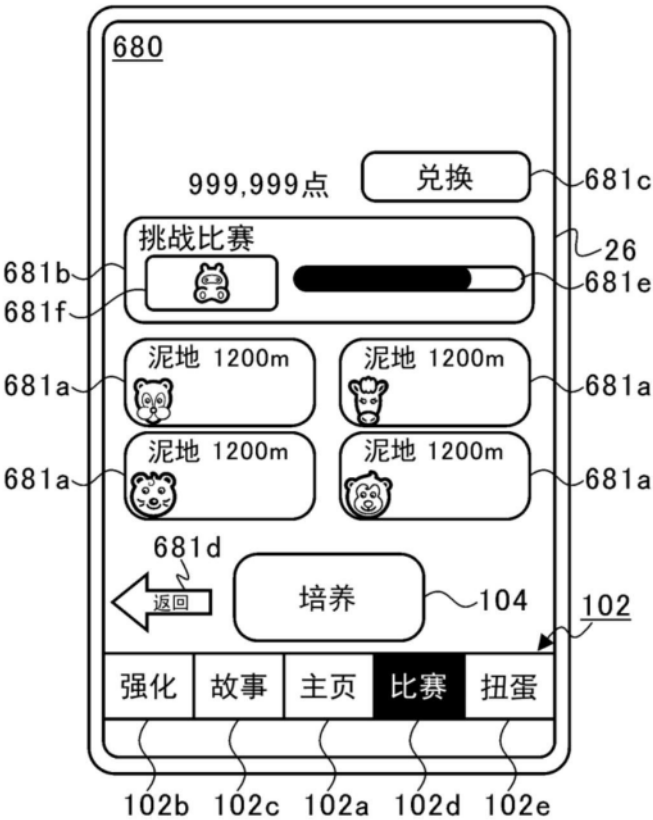 680
999,999点
兑换
681c
挑战比赛
26
681b
681e
681f
泥地 1200m
泥地 1200m
681a
681a
泥地 1200m
泥地 1200m
681a
681a
681d
返回
培养
104
102
强化
故事
主页
比赛
扭蛋
102b
102c
102a
102d
102e